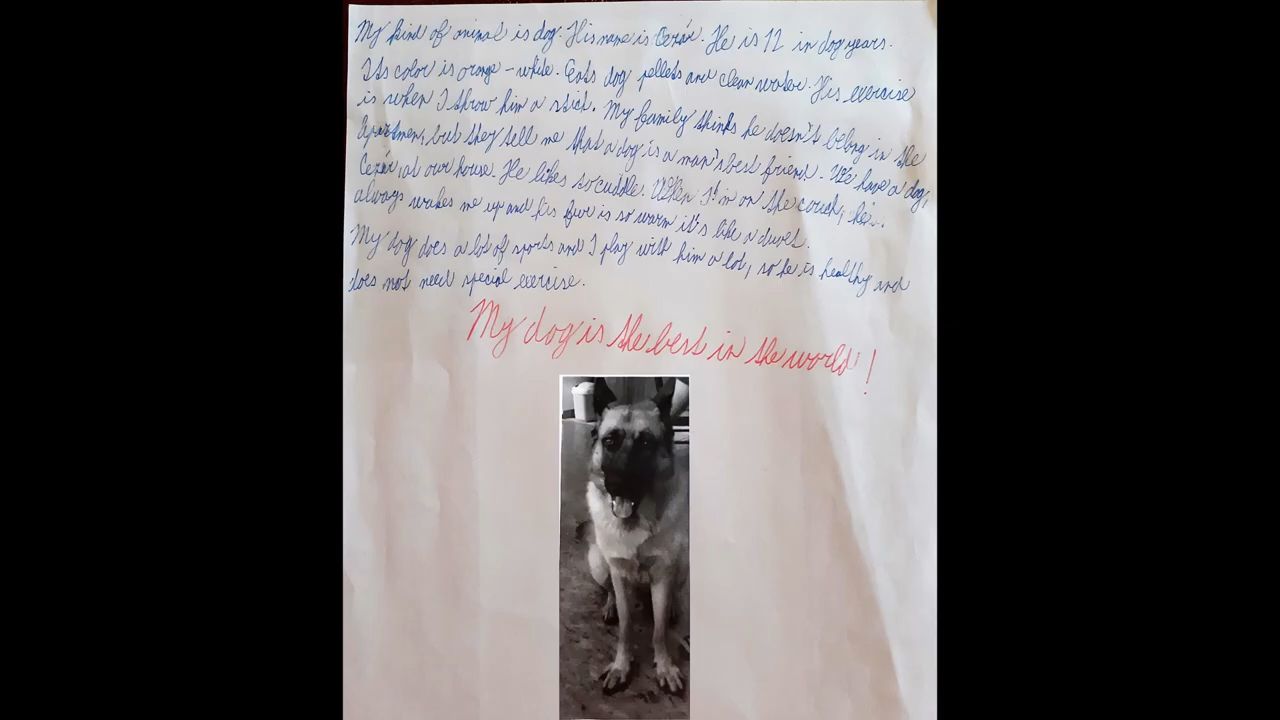 My kind of animal is dog. His name is Cezár. He is 12 in dog years.
Its color is orange - white. Eats dog pellets and clean water. His exercise
is when I throw him a stick. My family thinks he doesn't belong in the
Apartmen, but they tell me that a dog is a man's best friend. We have a dog,
Cezár, at our house. He likes to cuddle. When I'm on the couch, he
always wakes me up and his fur is so warm it's like a duvet.
My dog does a lot of sports and I play with him a lot, so he is healthy and
does not need special exercise.
My dog is the best in the world!